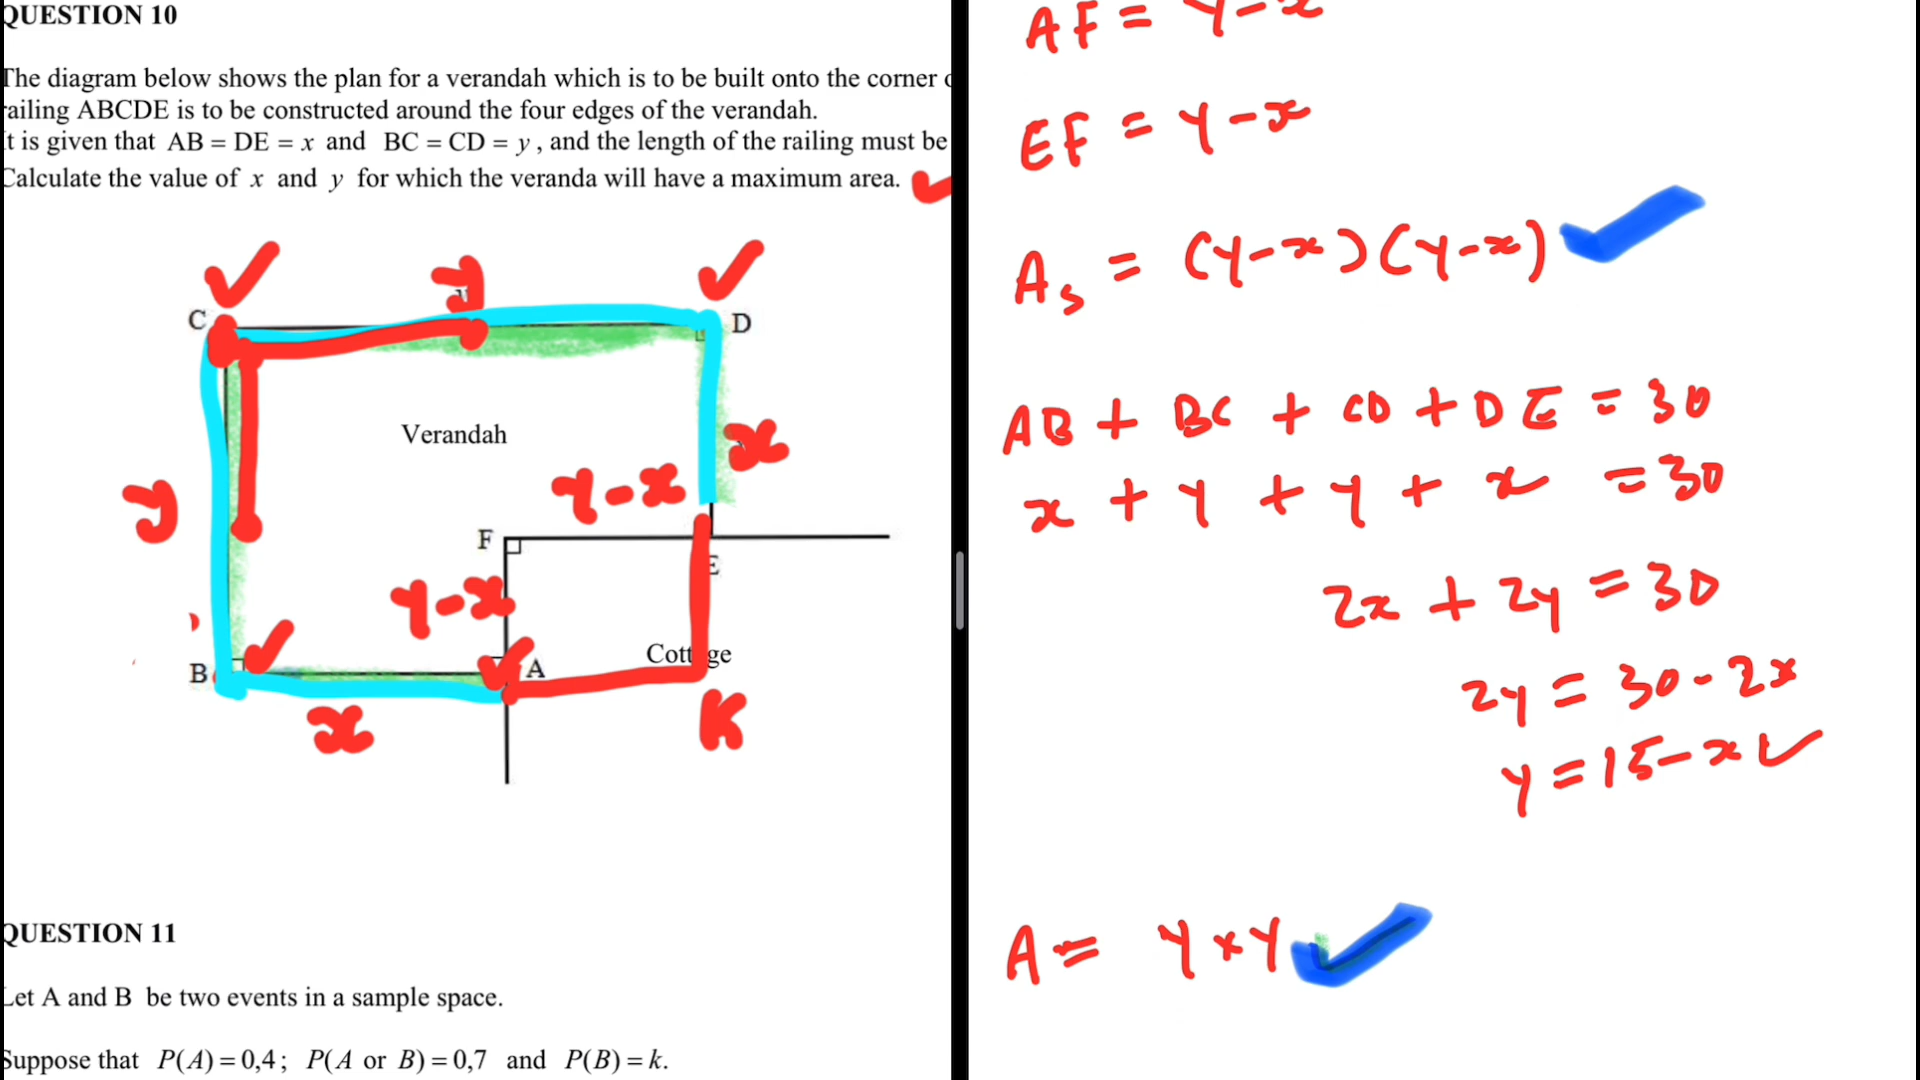 QUESTION 10
The diagram below shows the plan for a verandah which is to be built onto the corner
railing ABCDE is to be constructed around the four edges of the verandah.
It is given that AB = DE = x and BC = CD = y, and the length of the railing must be
Calculate the value of x and y for which the veranda will have a maximum area.
C
y
D
Verandah
x
y
y-x
F
E
y-x
Cottage
B
A
x
K
QUESTION 11
Let A and B be two events in a sample space.
Suppose that P(A)=0,4; P(A or B)=0,7 and P(B)=k.
AF = y-x
EF = y-x
As = (y-x)(y-x)
AB + BC + CD + DE = 30
x + y + y + x = 30
2x + 2y = 30
2y = 30-2x
y = 15-x
A = y×y